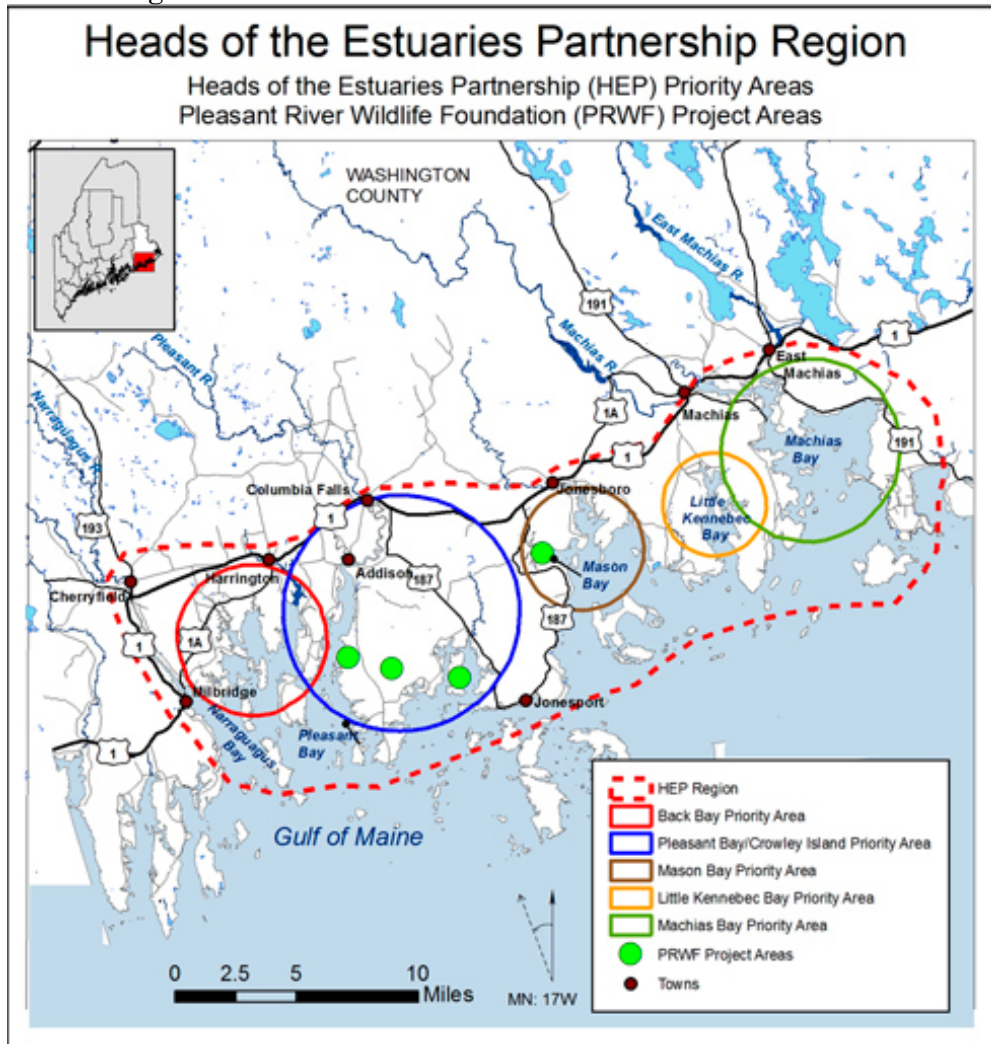 Heads of the Estuaries Partnership Region
Heads of the Estuaries Partnership (HEP) Priority Areas
Pleasant River Wildlife Foundation (PRWF) Project Areas
WASHINGTON
COUNTY
East Machias R.
191
Machias R.
1
Pleasant R.
East
Machias
Narraguagus R.
1A
Machias
1
Machias
Bay
191
Columbia Falls
Jonesboro
1
193
Little
Kennebec
Bay
Harrington
Addison
187
Mason
Bay
Cherryfield
187
1
1A
Milbridge
Jonesport
Narraguagus
Bay
Pleasant
Bay
1
Gulf of Maine
HEP Region
Back Bay Priority Area
Pleasant Bay/Crowley Island Priority Area
Mason Bay Priority Area
Little Kennebec Bay Priority Area
Machias Bay Priority Area
PRWF Project Areas
Towns
0 2.5 5 10
Miles
MN: 17W